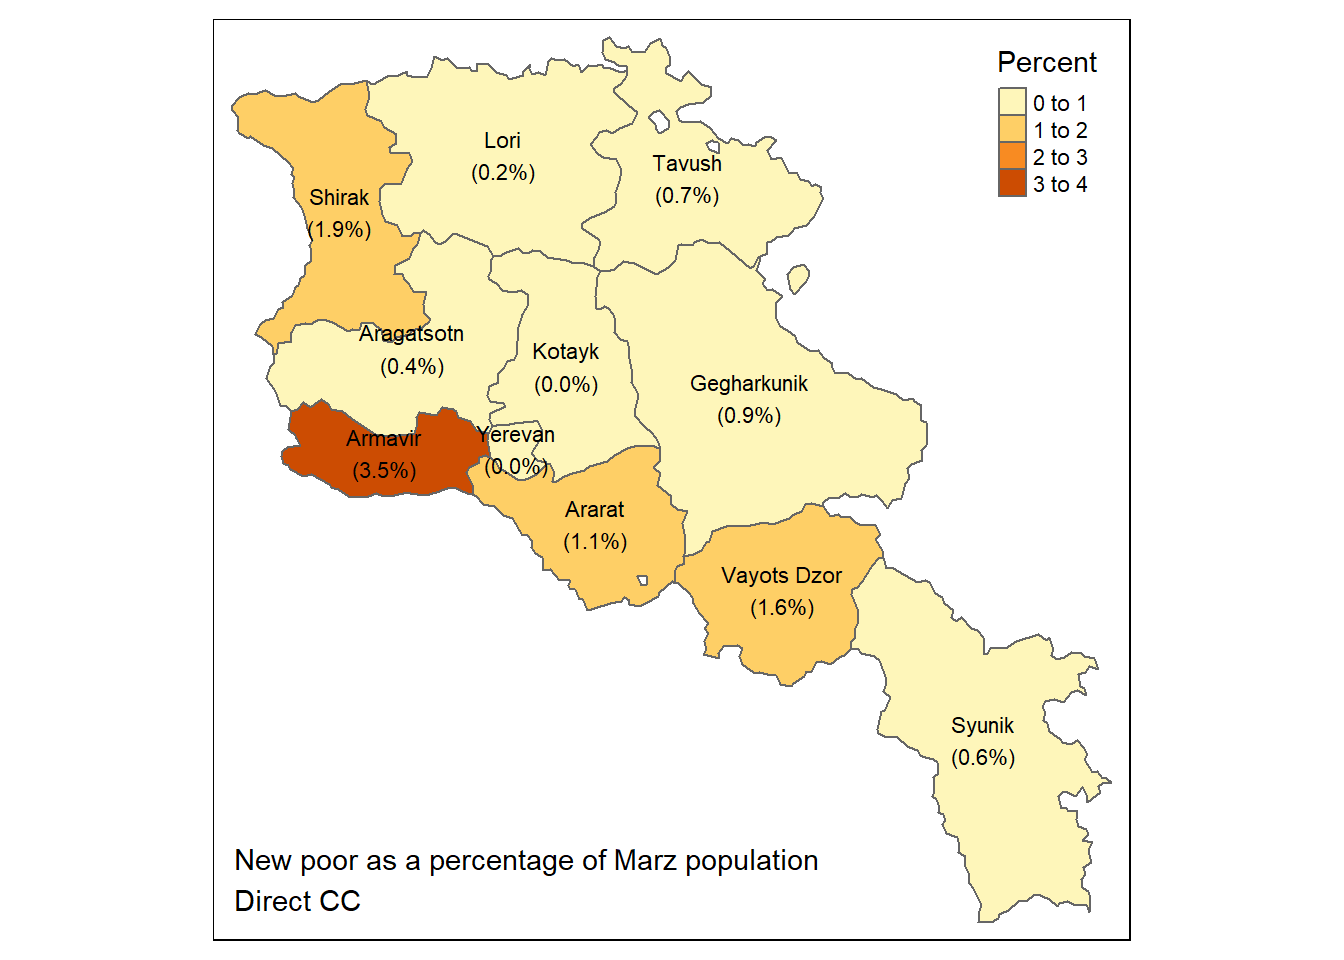 Percent
0 to 1
1 to 2
2 to 3
3 to 4
Lori
(0.2%)
Tavush
(0.7%)
Shirak
(1.9%)
Aragatsotn
(0.4%)
Kotayk
(0.0%)
Gegharkunik
(0.9%)
Armavir
(3.5%)
Yerevan
(0.0%)
Ararat
(1.1%)
Vayots Dzor
(1.6%)
Syunik
(0.6%)
New poor as a percentage of Marz population
Direct CC